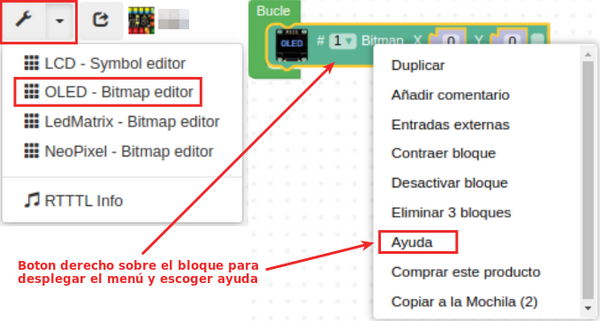 LCD - Symbol editor
OLED - Bitmap editor
LedMatrix - Bitmap editor
NeoPixel - Bitmap editor
RTTTL Info
Bucle
OLED # 1 Bitmap X 0 Y 0
Duplicar
Añadir comentario
Entradas externas
Contraer bloque
Desactivar bloque
Eliminar 3 bloques
Ayuda
Comprar este producto
Copiar a la Mochila (2)
Boton derecho sobre el bloque para
desplegar el menú y escoger ayuda